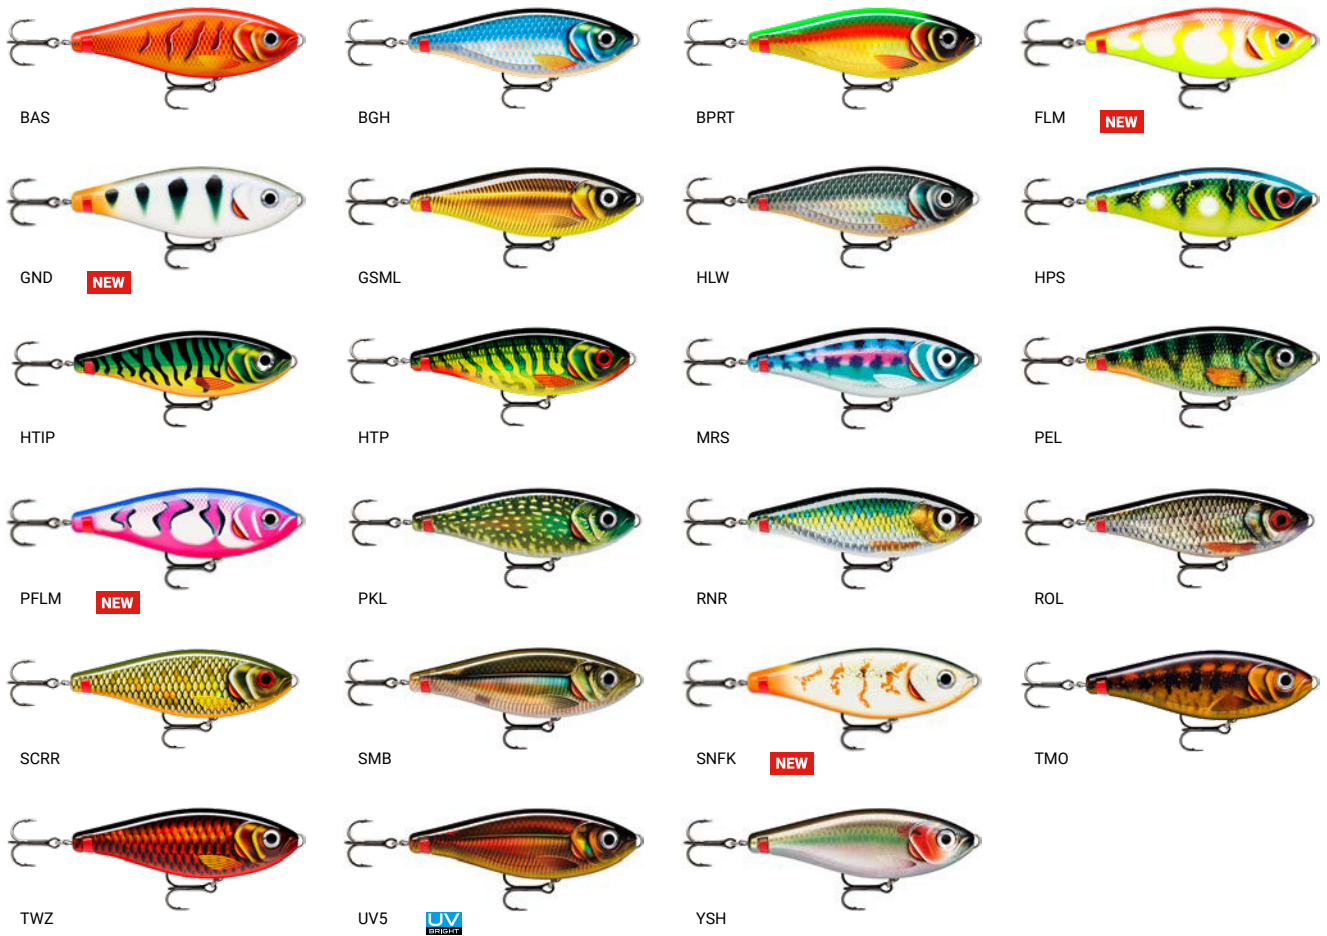 BAS
BGH
BPRT
FLM NEW
GND NEW
GSML
HLW
HPS
HTIP
HTP
MRS
PEL
PFLM NEW
PKL
RNR
ROL
SCRR
SMB
SNFK NEW
TMO
TWZ
UV5 UV
BRIGHT
YSH